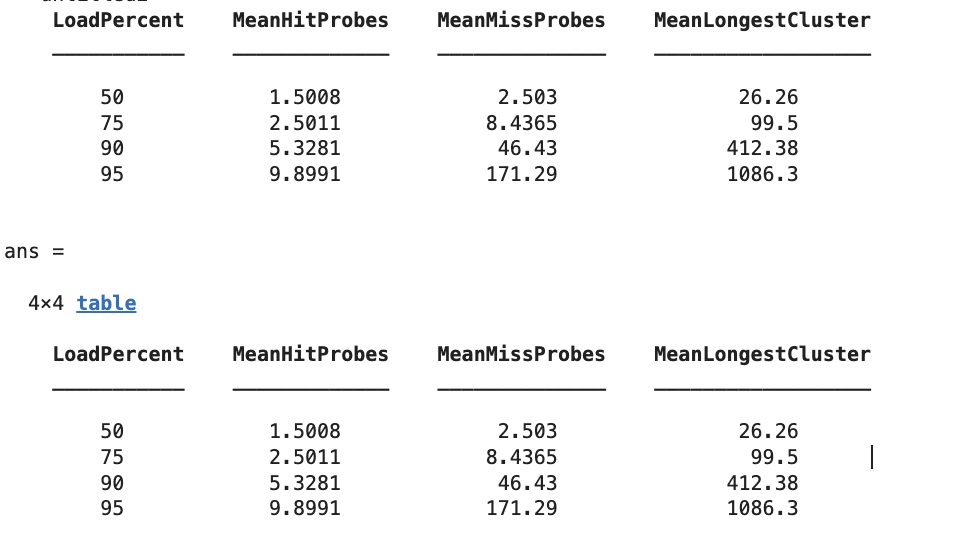 LoadPercent MeanHitProbes MeanMissProbes MeanLongestCluster
50 1.5008 2.503 26.26
75 2.5011 8.4365 99.5
90 5.3281 46.43 412.38
95 9.8991 171.29 1086.3
ans =
4×4 table
LoadPercent MeanHitProbes MeanMissProbes MeanLongestCluster
50 1.5008 2.503 26.26
75 2.5011 8.4365 99.5
90 5.3281 46.43 412.38
95 9.8991 171.29 1086.3